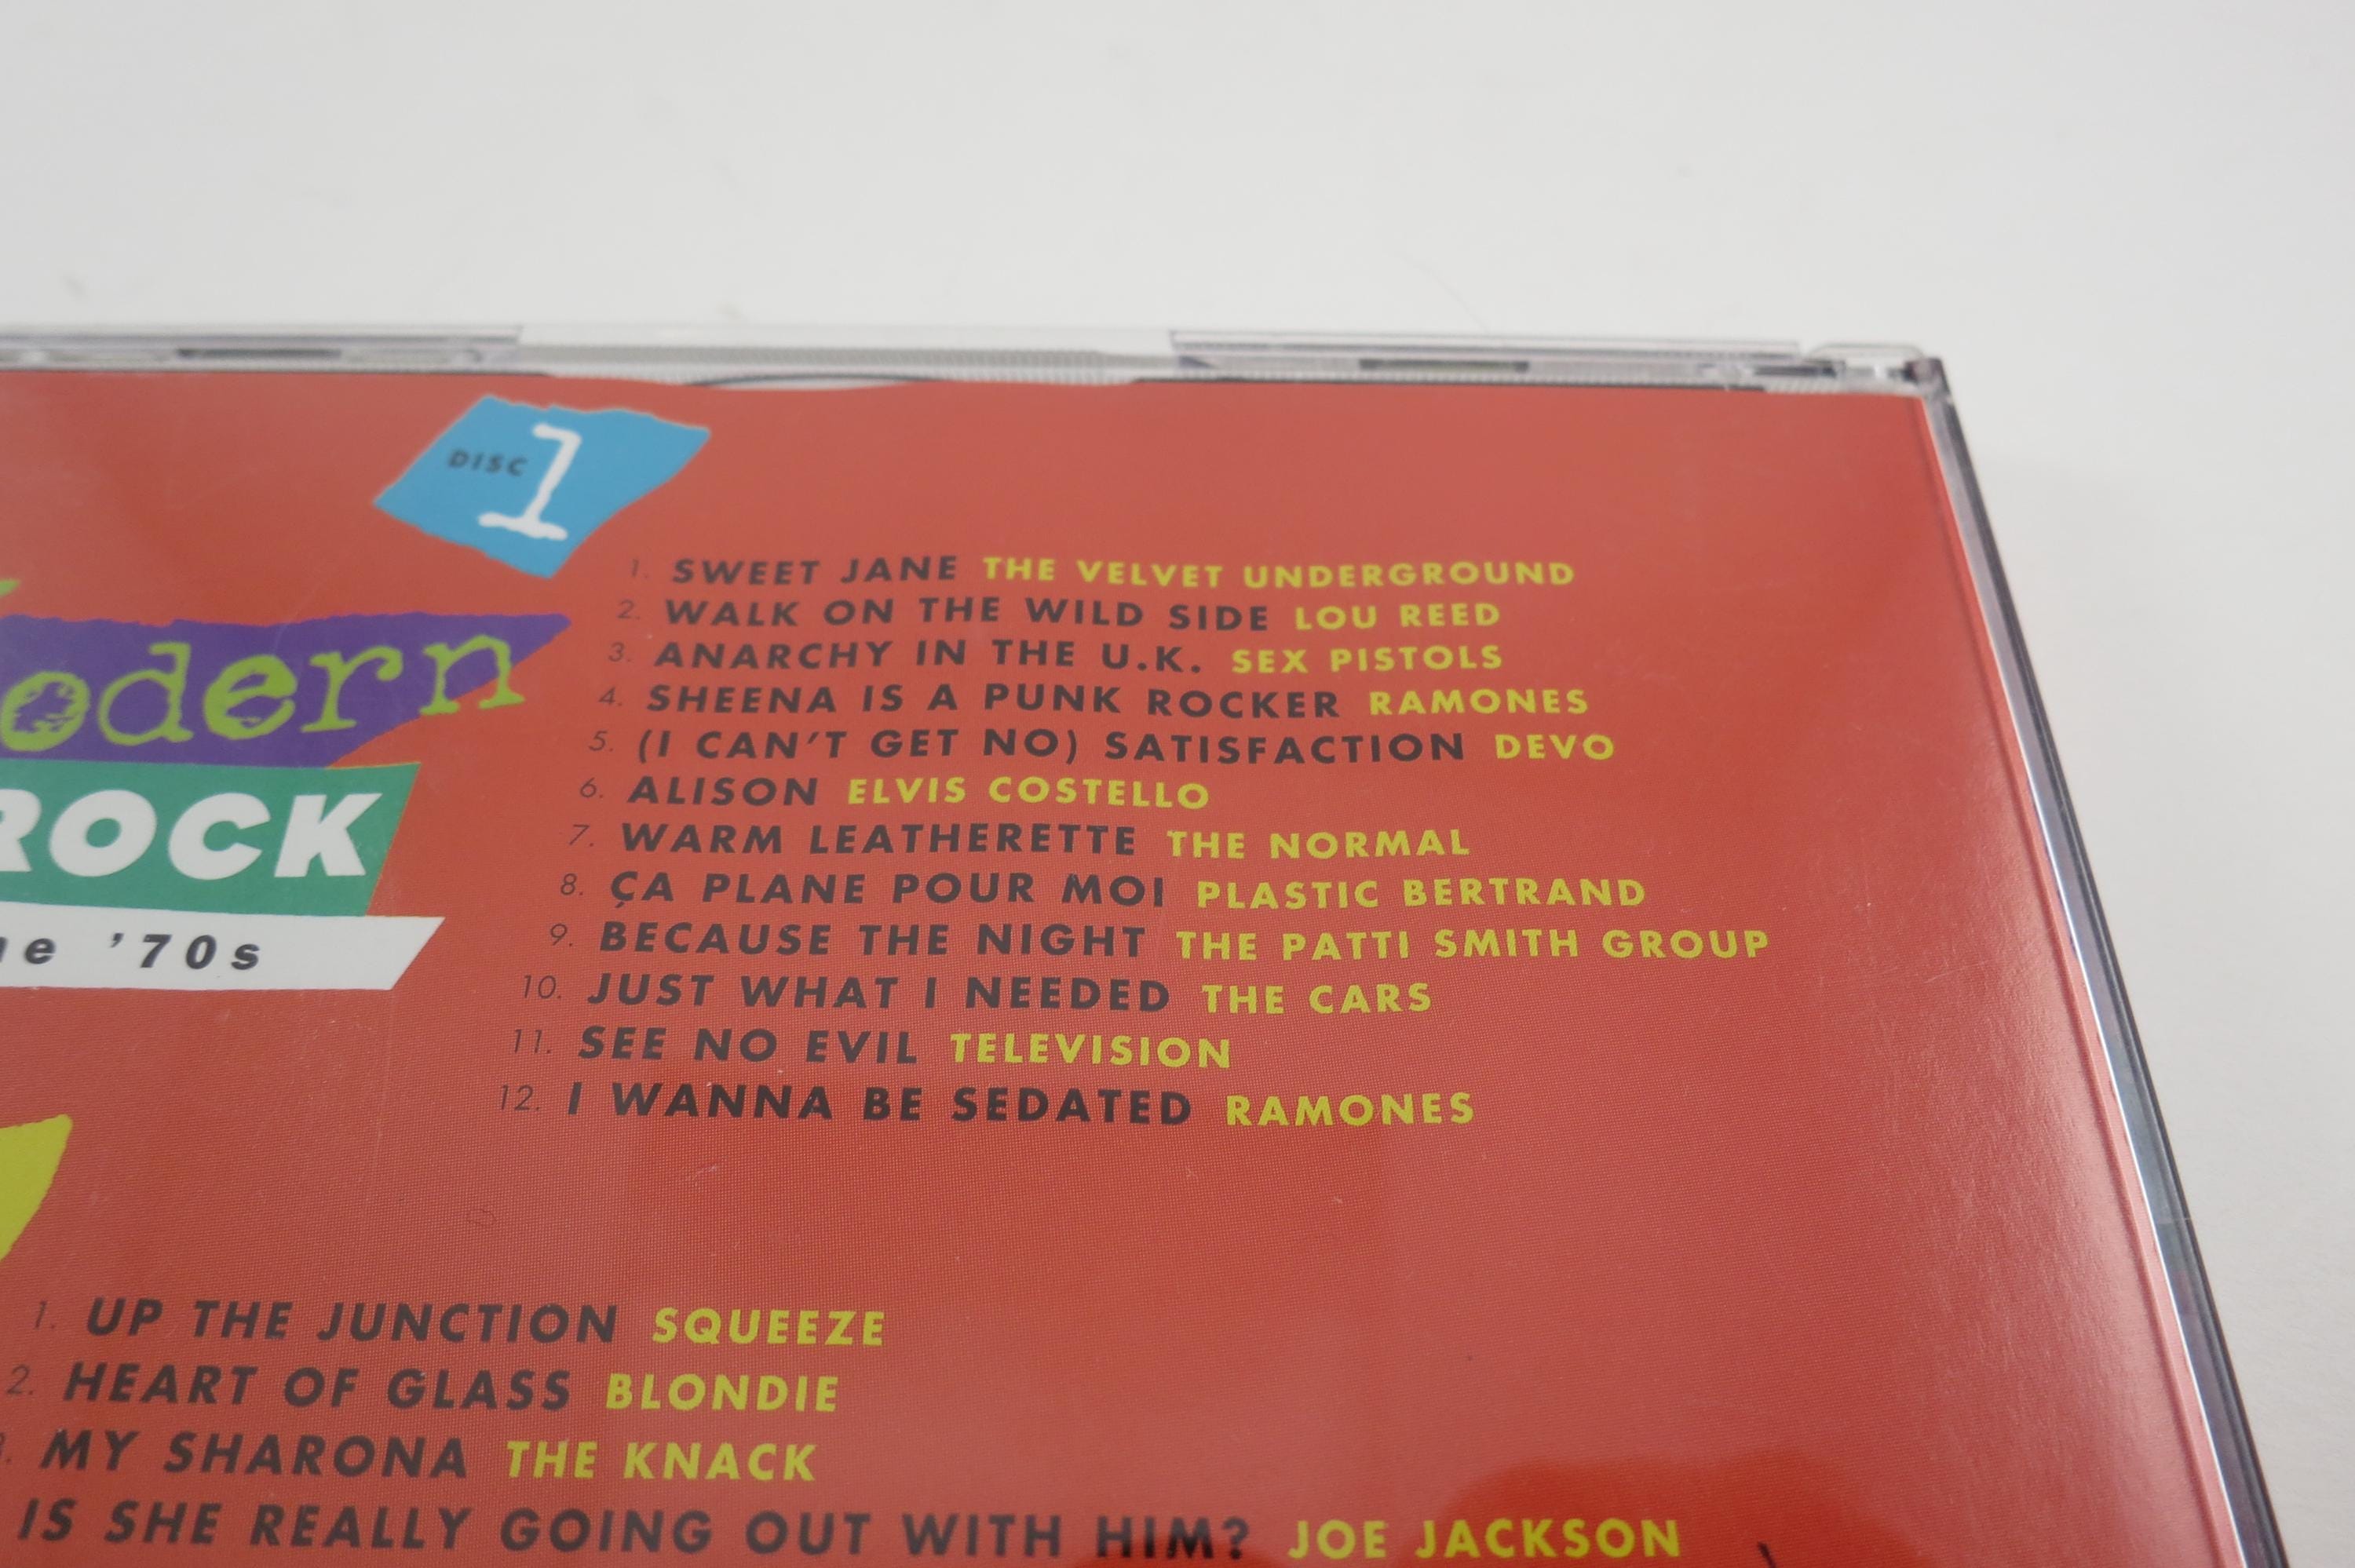 DISC 1
odern
ROCK
'70s
1. SWEET JANE THE VELVET UNDERGROUND
2. WALK ON THE WILD SIDE LOU REED
3. ANARCHY IN THE U.K. SEX PISTOLS
4. SHEENA IS A PUNK ROCKER RAMONES
5. (I CAN'T GET NO) SATISFACTION DEVO
6. ALISON ELVIS COSTELLO
7. WARM LEATHERETTE THE NORMAL
8. ÇA PLANE POUR MOI PLASTIC BERTRAND
9. BECAUSE THE NIGHT THE PATTI SMITH GROUP
10. JUST WHAT I NEEDED THE CARS
11. SEE NO EVIL TELEVISION
12. I WANNA BE SEDATED RAMONES
1. UP THE JUNCTION SQUEEZE
2. HEART OF GLASS BLONDIE
MY SHARONA THE KNACK
IS SHE REALLY GOING OUT WITH HIM? JOE JACKSON